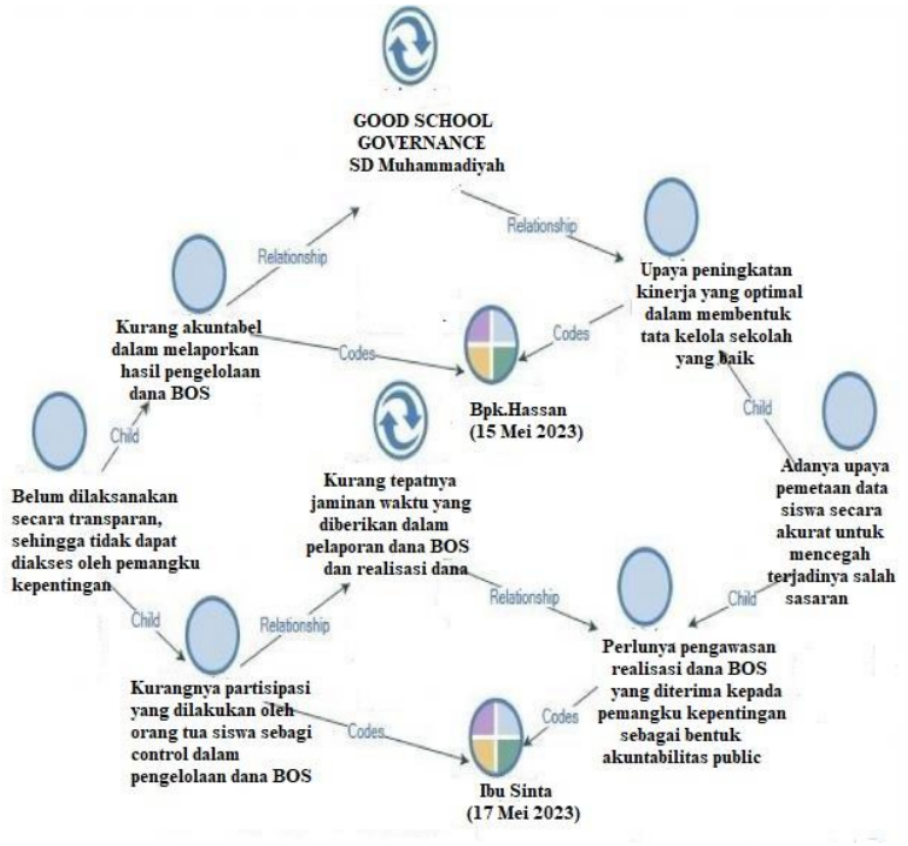 GOOD SCHOOL
GOVERNANCE
SD Muhammadiyah
Relationship
Relationship
Kurang akuntabel
dalam melaporkan
hasil pengelolaan
dana BOS
Codes
Codes
Upaya peningkatan
kinerja yang optimal
dalam membentuk
tata kelola sekolah
yang baik
Bpk.Hassan
(15 Mei 2023)
Child
Child
Belum dilaksanakan
secara transparan,
sehingga tidak dapat
diakses oleh pemangku
kepentingan
Kurang tepatnya
jaminan waktu yang
diberikan dalam
pelaporan dana BOS
dan realisasi dana
Adanya upaya
pemetaan data
siswa secara
akurat untuk
mencegah
terjadinya salah
sasaran
Child
Relationship
Relationship
Child
Kurangnya partisipasi
yang dilakukan oleh
orang tua siswa sebagi
control dalam
pengelolaan dana BOS
Codes
Codes
Perlunya pengawasan
realisasi dana BOS
yang diterima kepada
pemangku kepentingan
sebagai bentuk
akuntabilitas public
Ibu Sinta
(17 Mei 2023)